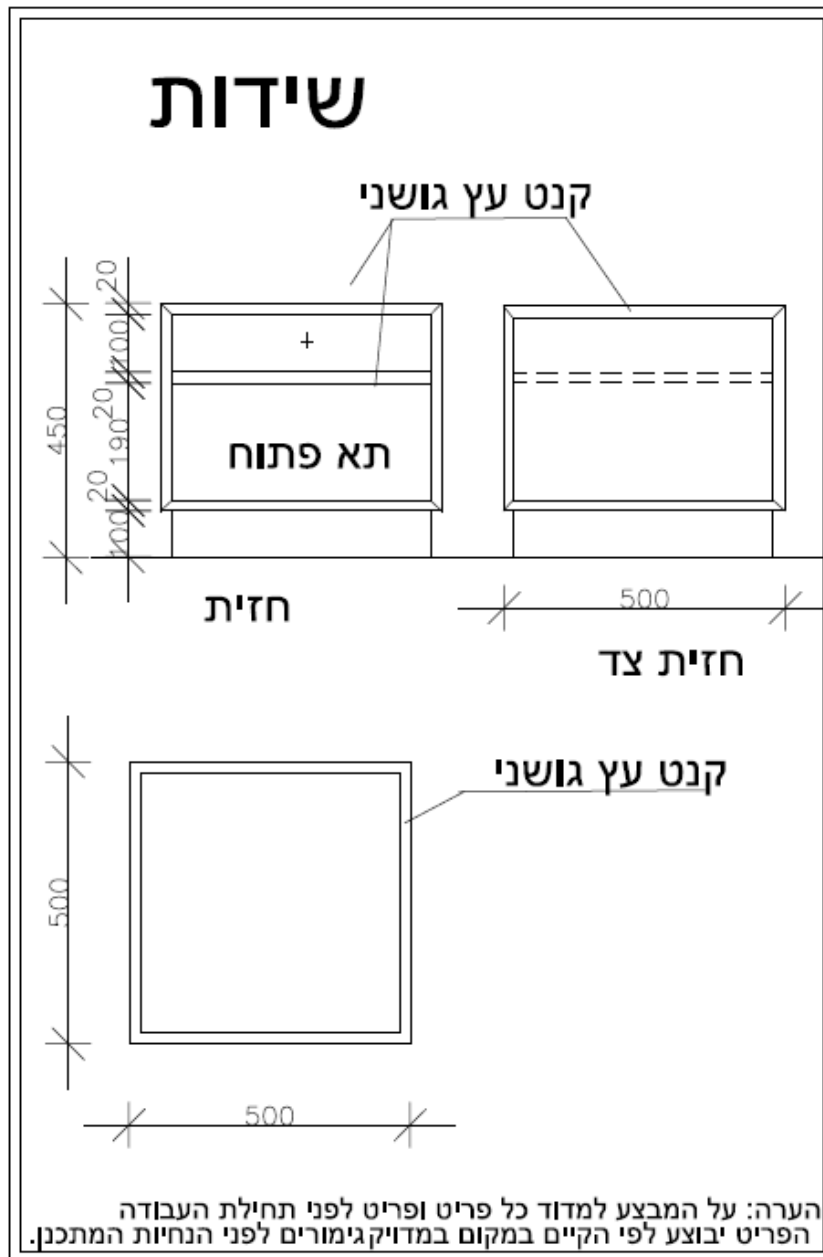 שידות
קנט עץ גושני
20
100
20
190
20
100
450
תא פתוח
חזית
500
חזית צד
קנט עץ גושני
500
500
הערה: על המבצע למדוד כל פריט ופריט לפני תחילת העבודה
הפריט יבוצע לפי הקיים במקום במדויק גימורים לפני הנחיות המתכנן.